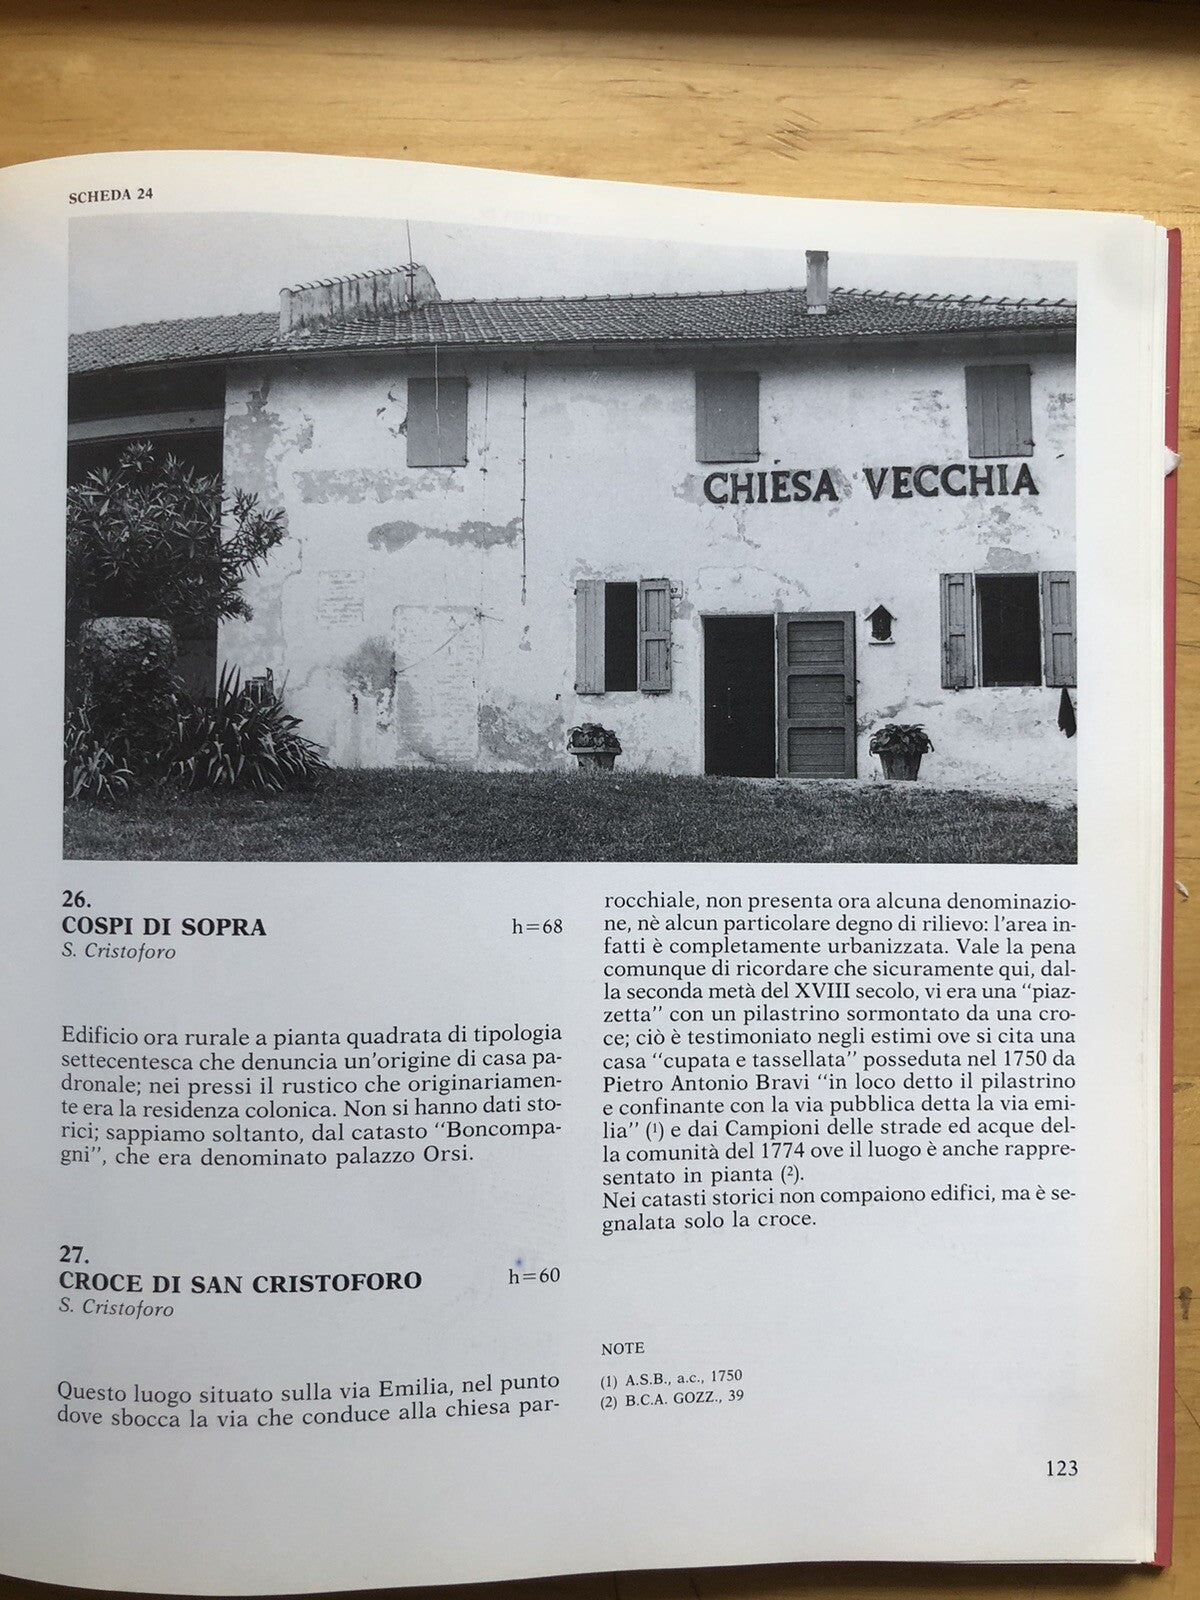 SCHEDA 24
CHIESA VECCHIA
67
26.
COSPI DI SOPRA h=68
S. Cristoforo
Edificio ora rurale a pianta quadrata di tipologia
settecentesca che denuncia un'origine di casa pa-
dronale; nei pressi il rustico che originariamen-
te era la residenza colonica. Non si hanno dati sto-
rici; sappiamo soltanto, dal catasto "Boncompa-
gni", che era denominato palazzo Orsi.
27.
CROCE DI SAN CRISTOFORO h=60
S. Cristoforo
Questo luogo situato sulla via Emilia, nel punto
dove sbocca la via che conduce alla chiesa par-
rocchiale, non presenta ora alcuna denominazio-
ne, nè alcun particolare degno di rilievo: l'area in-
fatti è completamente urbanizzata. Vale la pena
comunque di ricordare che sicuramente qui, dal-
la seconda metà del XVIII secolo, vi era una "piaz-
zetta" con un pilastrino sormontato da una cro-
ce; ciò è testimoniato negli estimi ove si cita una
casa "cupata e tassellata" posseduta nel 1750 da
Pietro Antonio Bravi "in loco detto il pilastrino
e confinante con la via pubblica detta la via emi-
lia" (1) e dai Campioni delle strade ed acque del-
la comunità del 1774 ove il luogo è anche rappre-
sentato in pianta (2).
Nei catasti storici non compaiono edifici, ma è se-
gnalata solo la croce.
NOTE
(1) A.S.B., a.c., 1750
(2) B.C.A. GOZZ., 39
123